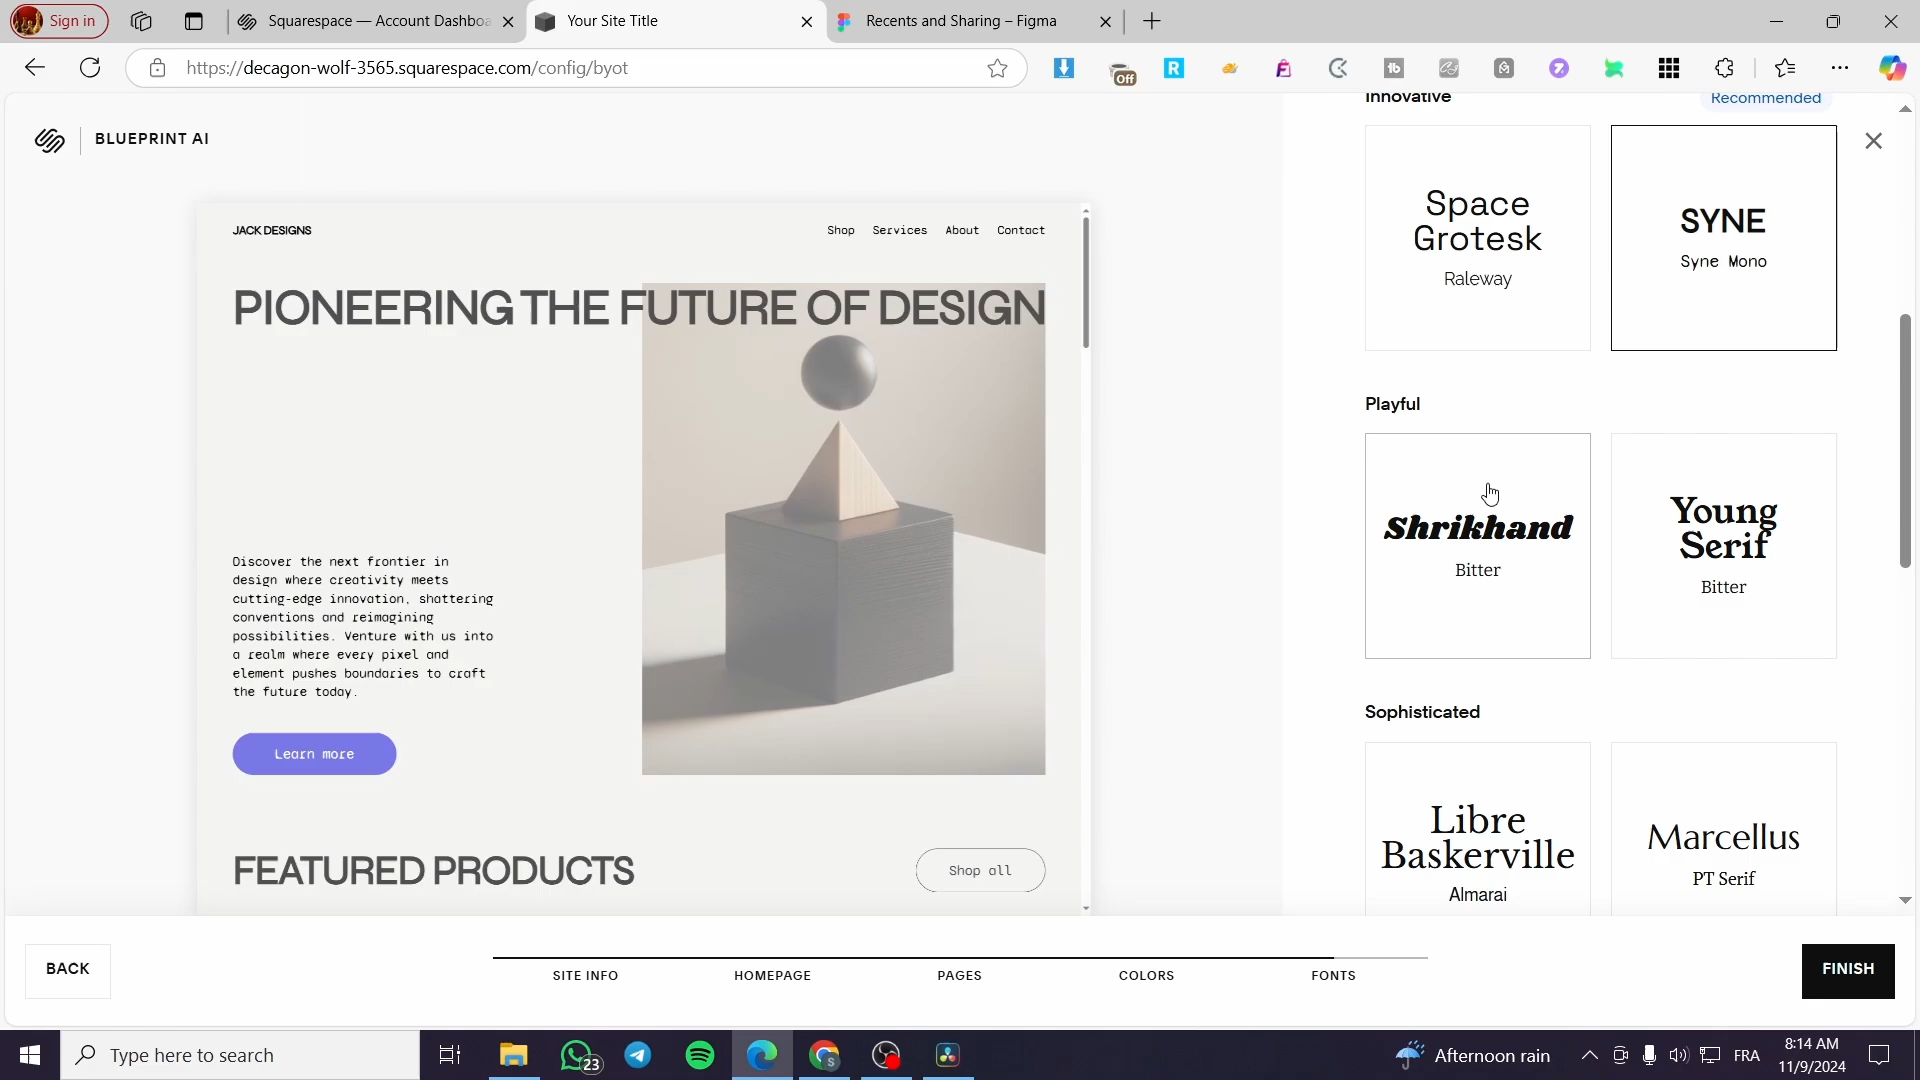 Sign in
Squarespace — Account Dashbo
Your Site Title
Recents and Sharing – Figma
https://decagon-wolf-3565.squarespace.com/config/byot
Off
BLUEPRINT AI
Innovative
Recommended
JACK DESIGNS
Shop
Services
About
Contact
PIONEERING THE FUTURE OF DESIGN
Discover the next frontier in
design where creativity meets
cutting-edge innovation, shattering
conventions and reimagining
possibilities. Venture with us into
a realm where every pixel and
element pushes boundaries to craft
the future today.
Learn more
FEATURED PRODUCTS
Shop all
Space
Grotesk
Raleway
SYNE
Syne Mono
Playful
Shrikhand
Bitter
Young
Serif
Bitter
Sophisticated
Libre
Baskerville
Almarai
Marcellus
PT Serif
BACK
SITE INFO
HOMEPAGE
PAGES
COLORS
FONTS
FINISH
Type here to search
23
Afternoon rain
FRA
8:14 AM
11/9/2024